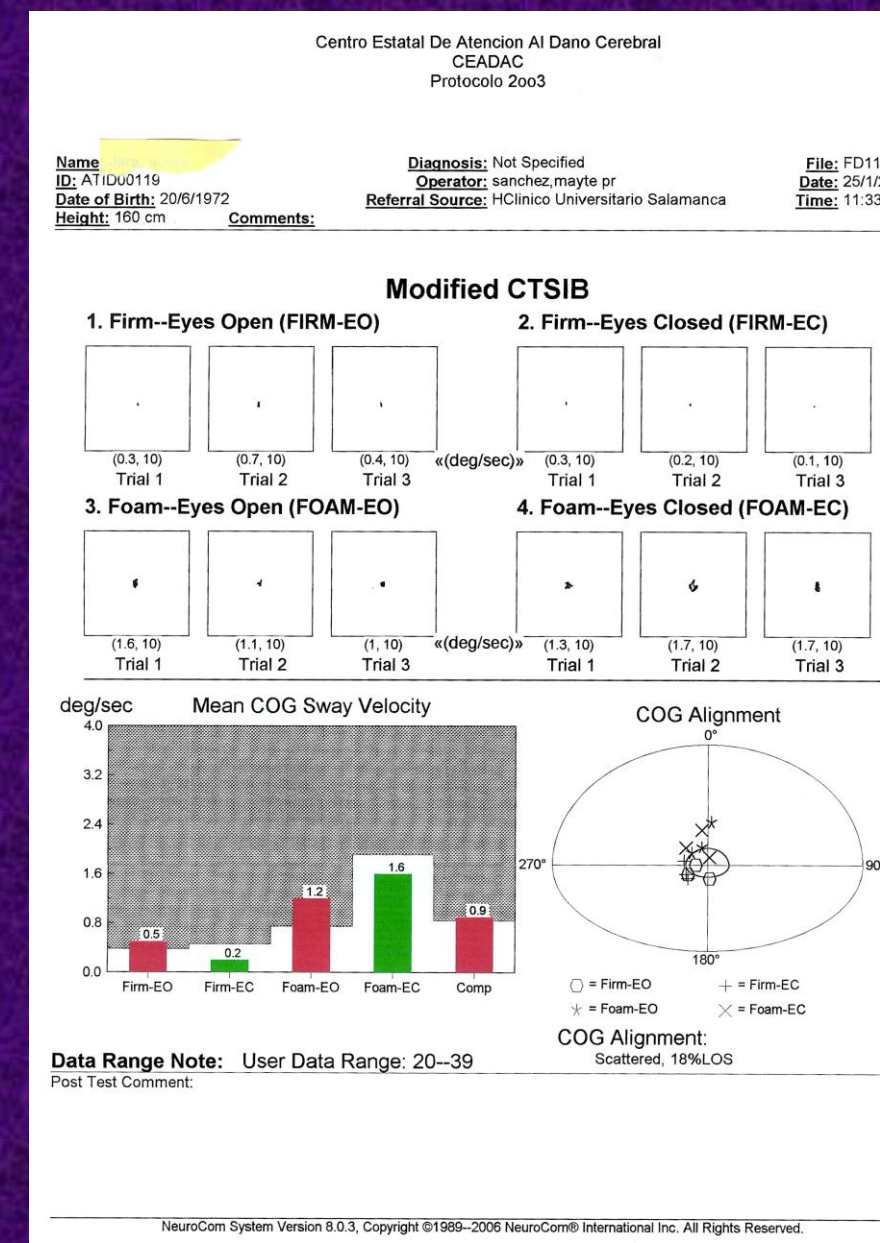 Centro Estatal De Atencion Al Dano Cerebral
CEADAC
Protocolo 2oo3
Name
ID: ATID00119
Date of Birth: 20/6/1972
Height: 160 cm Comments:
Diagnosis: Not Specified
Operator: sanchez,mayte pr
Referral Source: HClinico Universitario Salamanca
File: FD11
Date: 25/1/
Time: 11:33
Modified CTSIB
1. Firm--Eyes Open (FIRM-EO) 2. Firm--Eyes Closed (FIRM-EC)
(0.3, 10) (0.7, 10) (0.4, 10) «(deg/sec)» (0.3, 10) (0.2, 10) (0.1, 10)
Trial 1 Trial 2 Trial 3 Trial 1 Trial 2 Trial 3
3. Foam--Eyes Open (FOAM-EO) 4. Foam--Eyes Closed (FOAM-EC)
(1.6, 10) (1.1, 10) (1, 10) «(deg/sec)» (1.3, 10) (1.7, 10) (1.7, 10)
Trial 1 Trial 2 Trial 3 Trial 1 Trial 2 Trial 3
deg/sec Mean COG Sway Velocity
4.0
3.2
2.4
1.6
0.8
0.0
0.5
0.2
1.2
1.6
0.9
Firm-EO Firm-EC Foam-EO Foam-EC Comp
COG Alignment
0°
270° 90
180°
= Firm-EO = Firm-EC
= Foam-EO = Foam-EC
COG Alignment:
Scattered, 18%LOS
Data Range Note: User Data Range: 20--39
Post Test Comment:
NeuroCom System Version 8.0.3, Copyright ©1989--2006 NeuroCom® International Inc. All Rights Reserved.